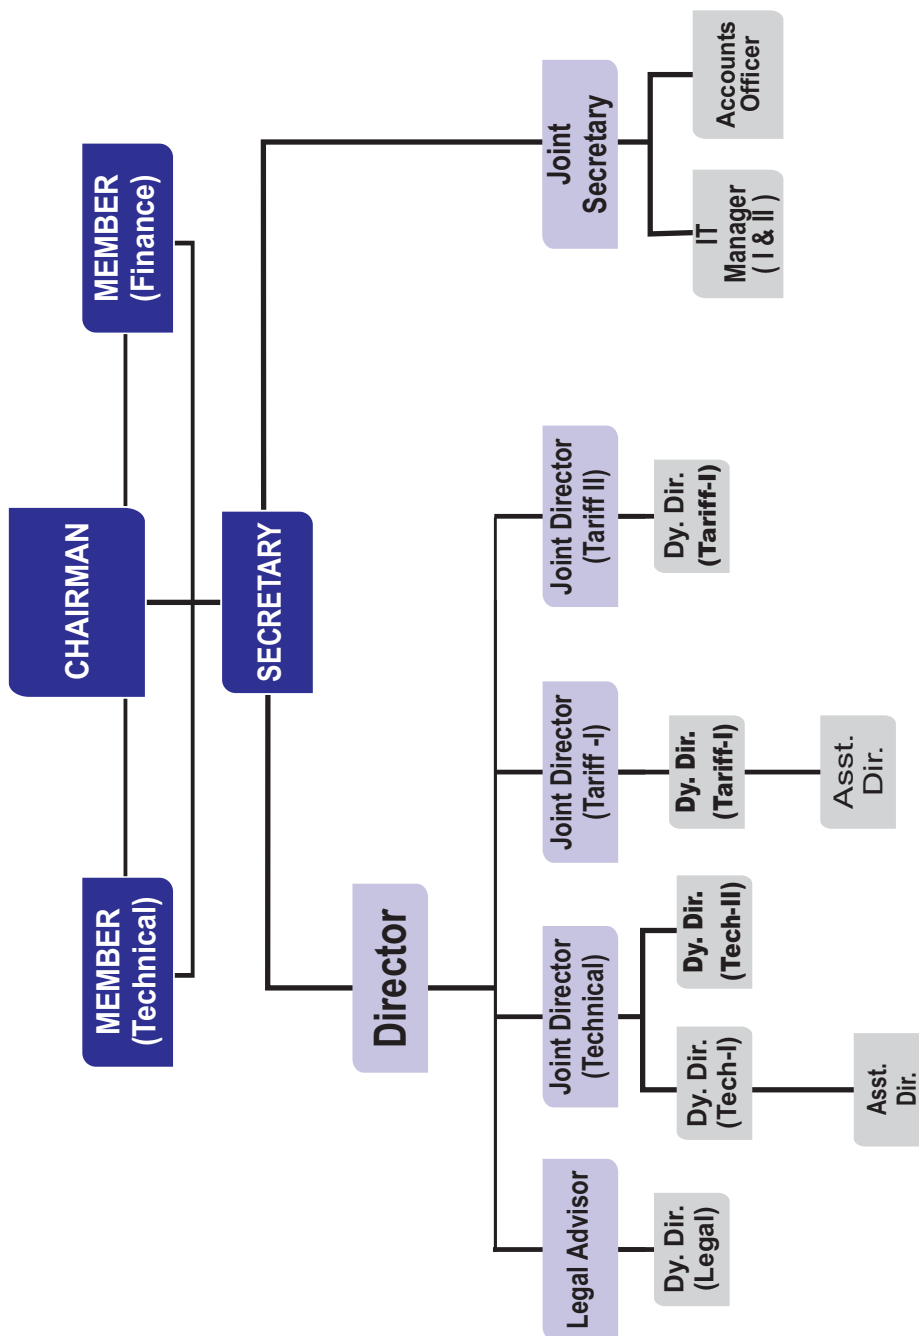 CHAIRMAN
MEMBER
(Technical)
MEMBER
(Finance)
SECRETARY
Director
Legal Advisor
Joint Director
(Technical)
Joint Director
(Tariff -I)
Joint Director
(Tariff II)
Joint
Secretary
Dy. Dir.
(Legal)
Dy. Dir.
(Tech-I)
Dy. Dir.
(Tech-II)
Dy. Dir.
(Tariff-I)
Dy. Dir.
(Tariff-I)
IT
Manager
( I & II )
Accounts
Officer
Asst.
Dir.
Asst.
Dir.